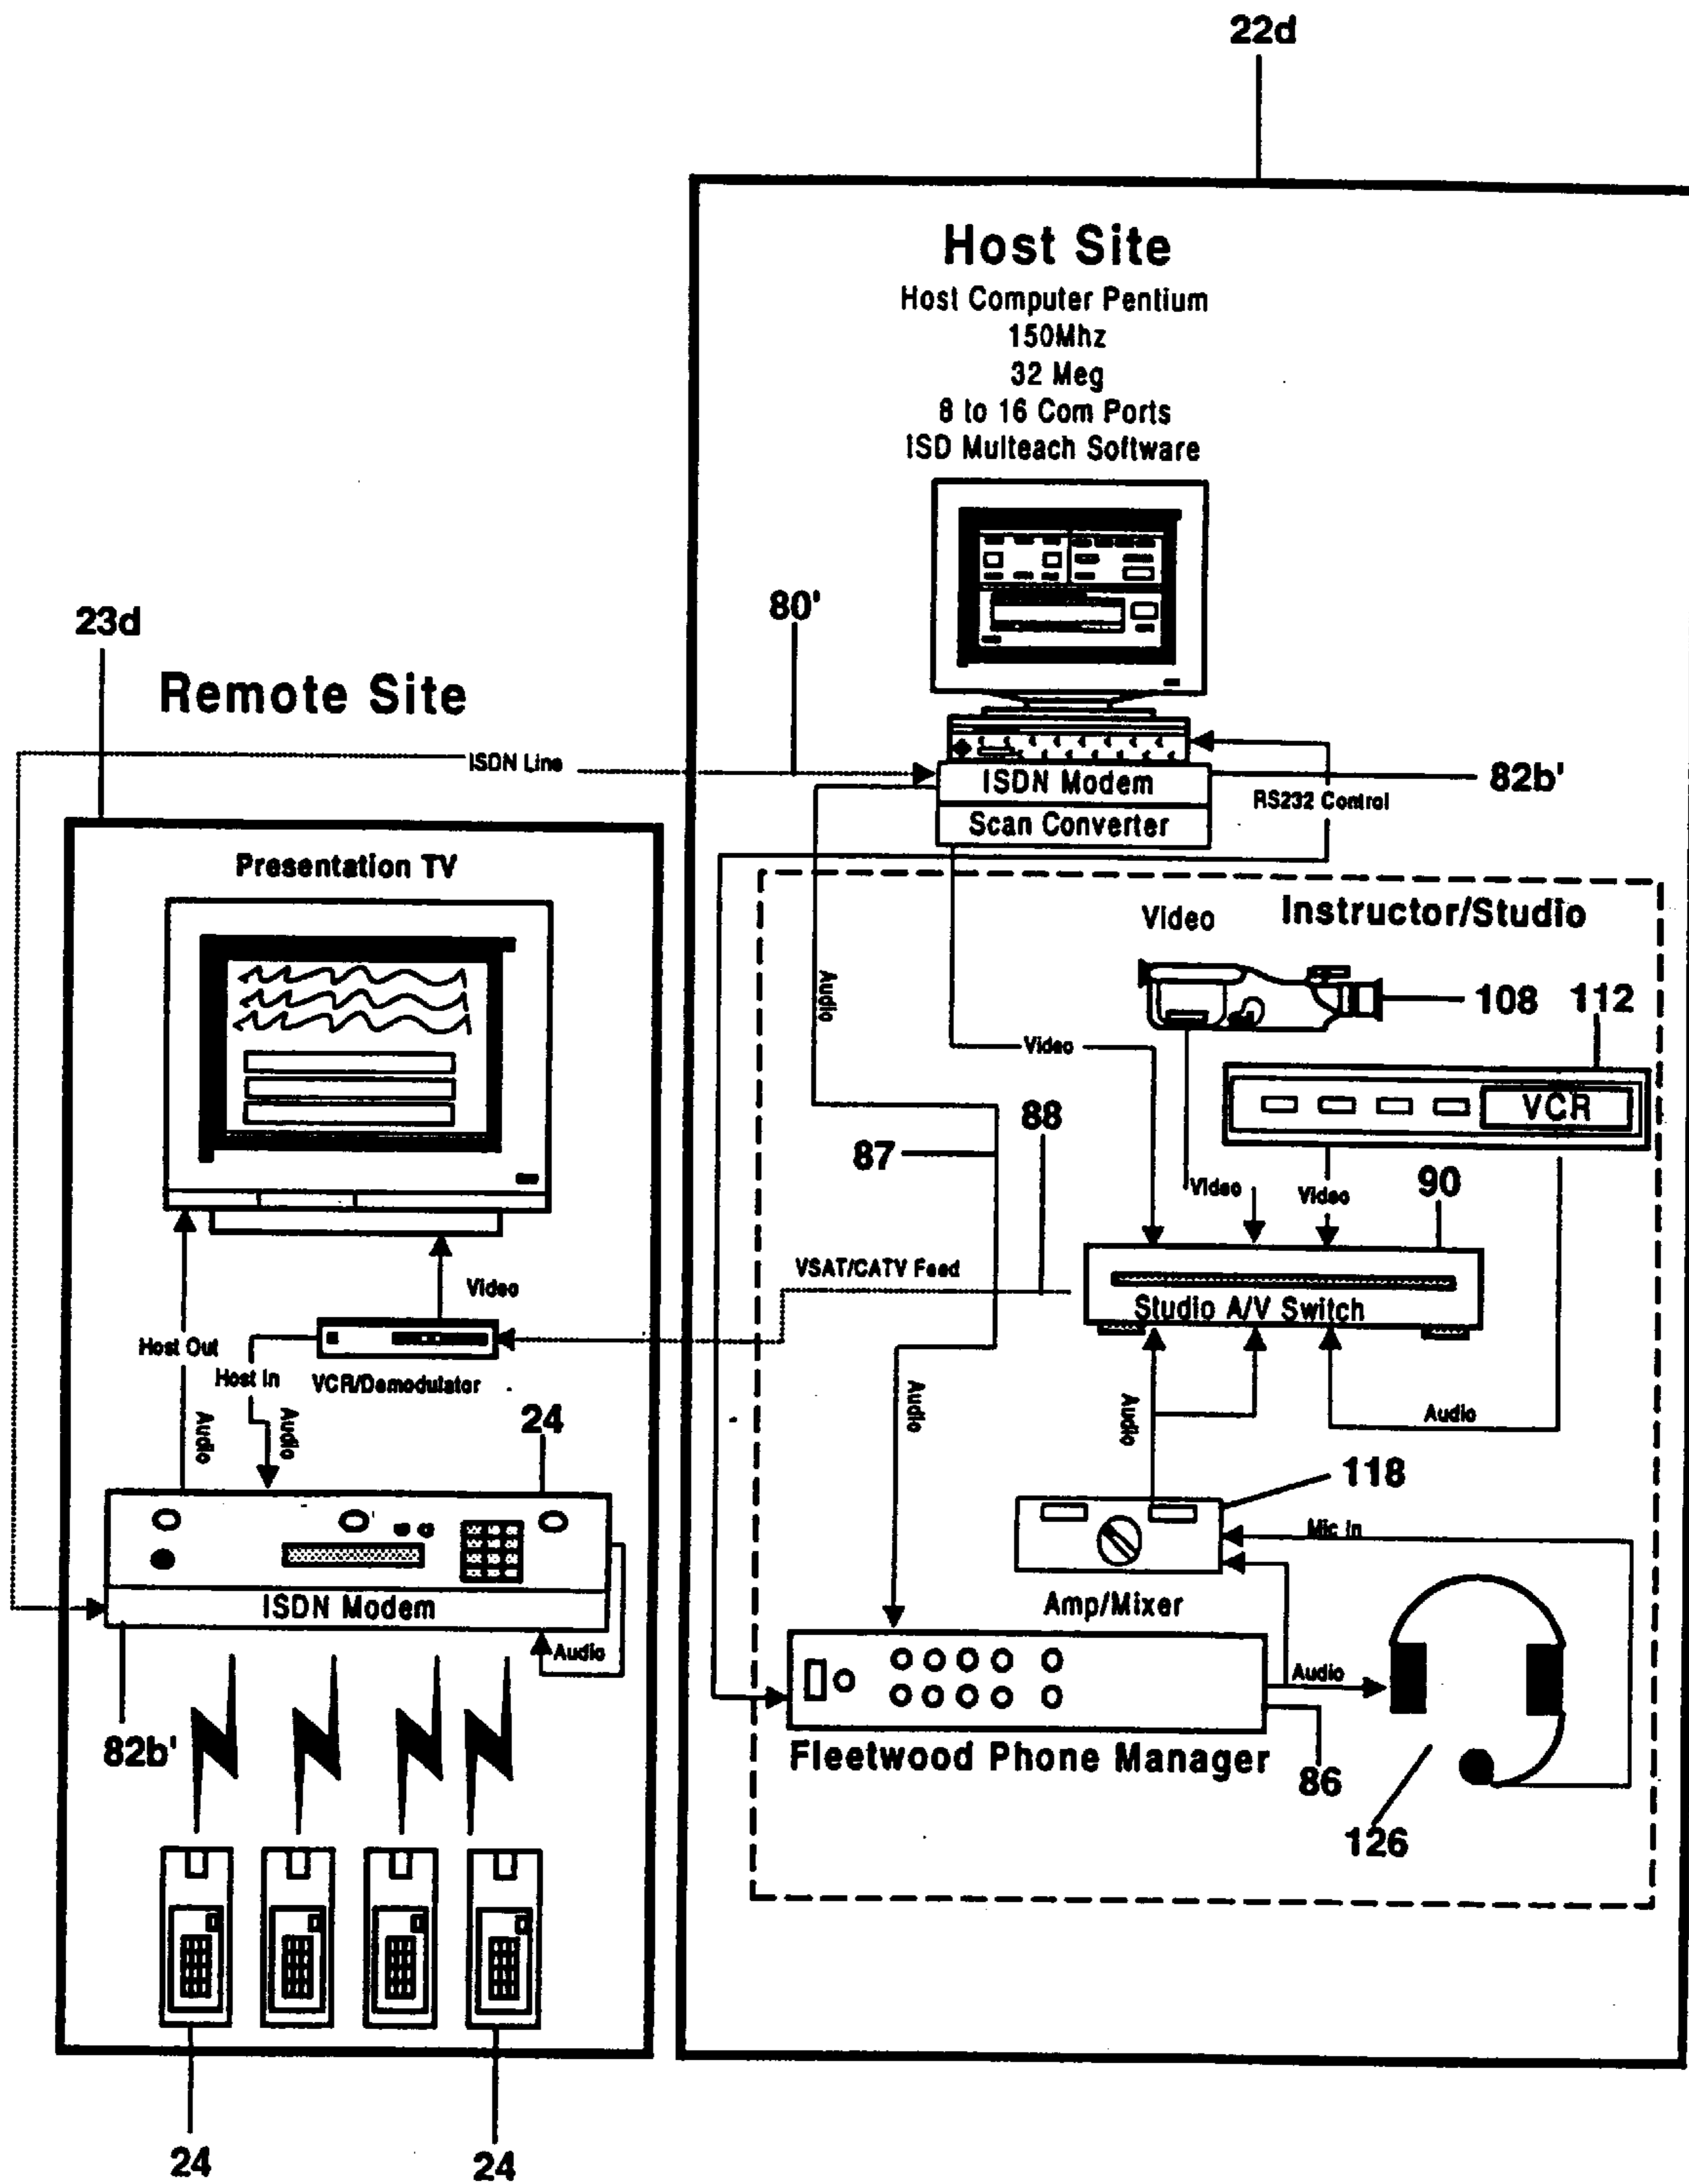 22d
Host Site
Host Computer Pentium
150Mhz
32 Meg
8 to 16 Com Ports
ISD Multeach Software
80'
23d
Remote Site
ISDN Line
ISDN Modem
82b'
RS232 Control
Scan Converter
Presentation TV
Instructor/Studio
Video
Audio
108
112
Video
VCR
88
87
Video
Video
90
VSAT/CATV Feed
Video
Studio A/V Switch
Host Out
Host In
VCR/Demodulator
Audio
Audio
24
Audio
Audio
Audio
118
Mic In
ISDN Modem
Amp/Mixer
Audio
Audio
82b'
Fleetwood Phone Manager
86
126
24
24